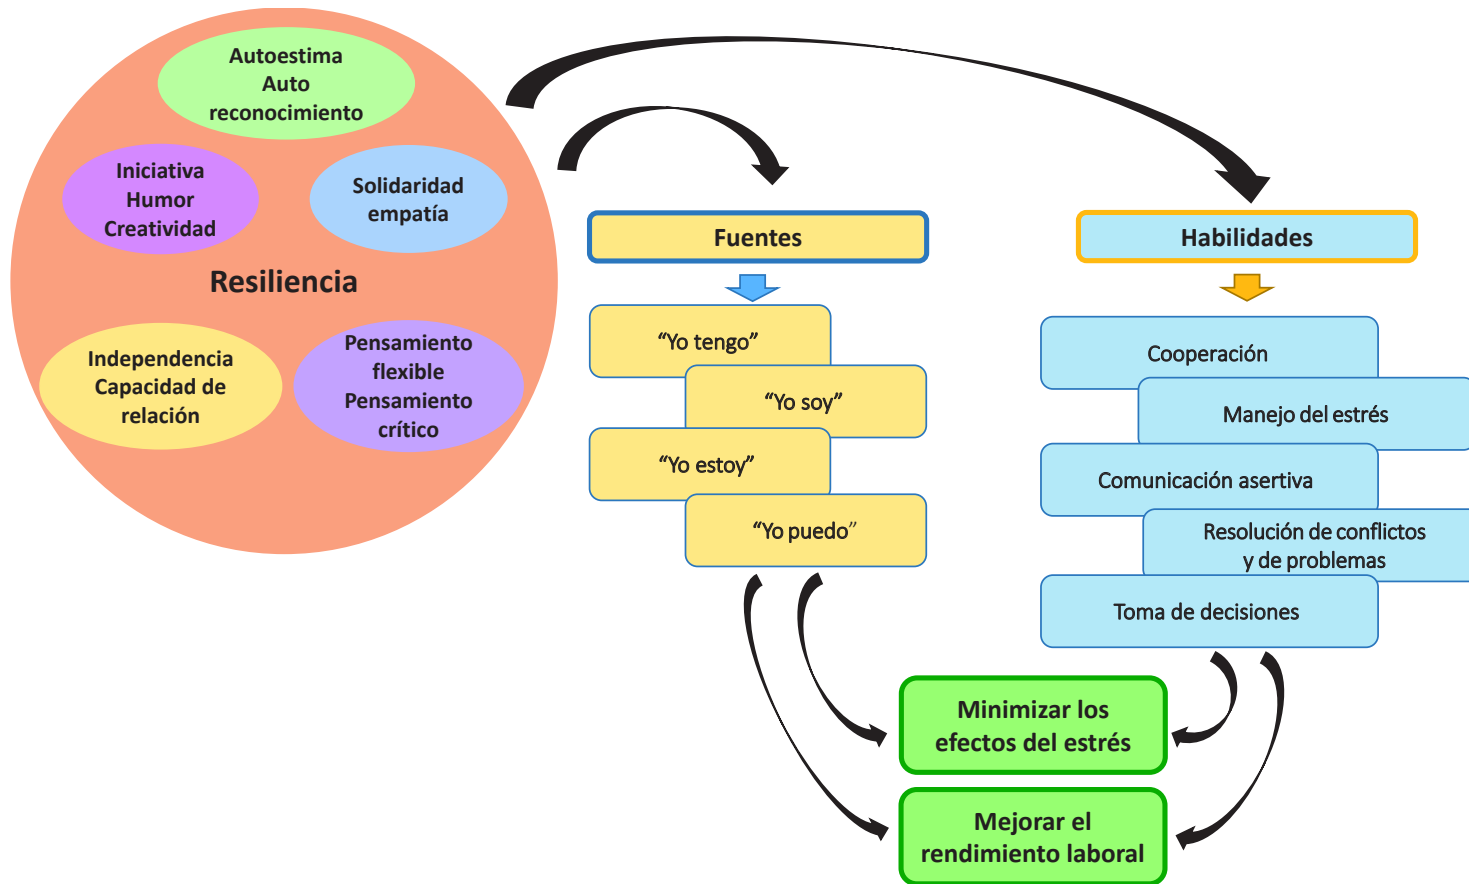 Autoestima
Auto
reconocimiento
Iniciativa
Humor
Creatividad
Solidaridad
empatía
Resiliencia
Independencia
Capacidad de
relación
Pensamiento
flexible
Pensamiento
crítico
Fuentes
“Yo tengo”
“Yo soy”
“Yo estoy”
“Yo puedo”
Habilidades
Cooperación
Manejo del estrés
Comunicación asertiva
Resolución de conflictos
y de problemas
Toma de decisiones
Minimizar los
efectos del estrés
Mejorar el
rendimiento laboral